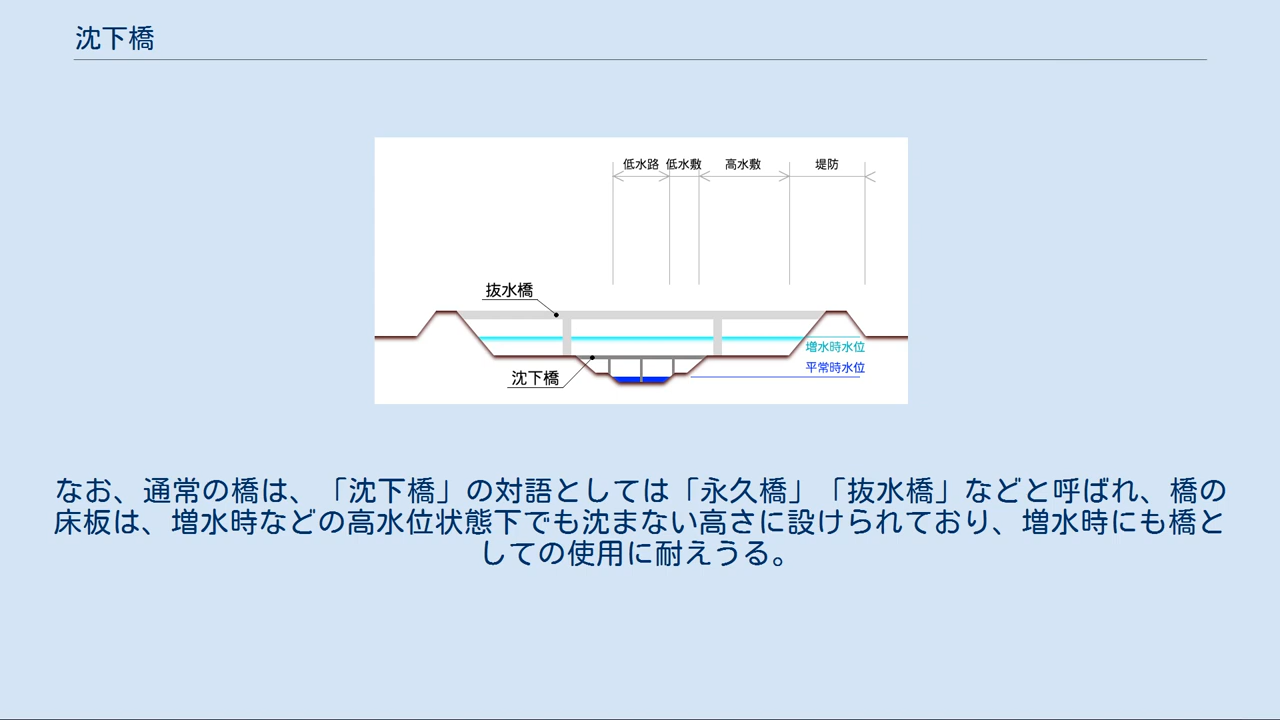 沈下橋
低水路 低水敷 高水敷 堤防
抜水橋
増水時水位
平常時水位
沈下橋
なお、通常の橋は、「沈下橋」の対語としては「永久橋」「抜水橋」などと呼ばれ、橋の
床板は、増水時などの高水位状態下でも沈まない高さに設けられており、増水時にも橋と
しての使用に耐えうる。